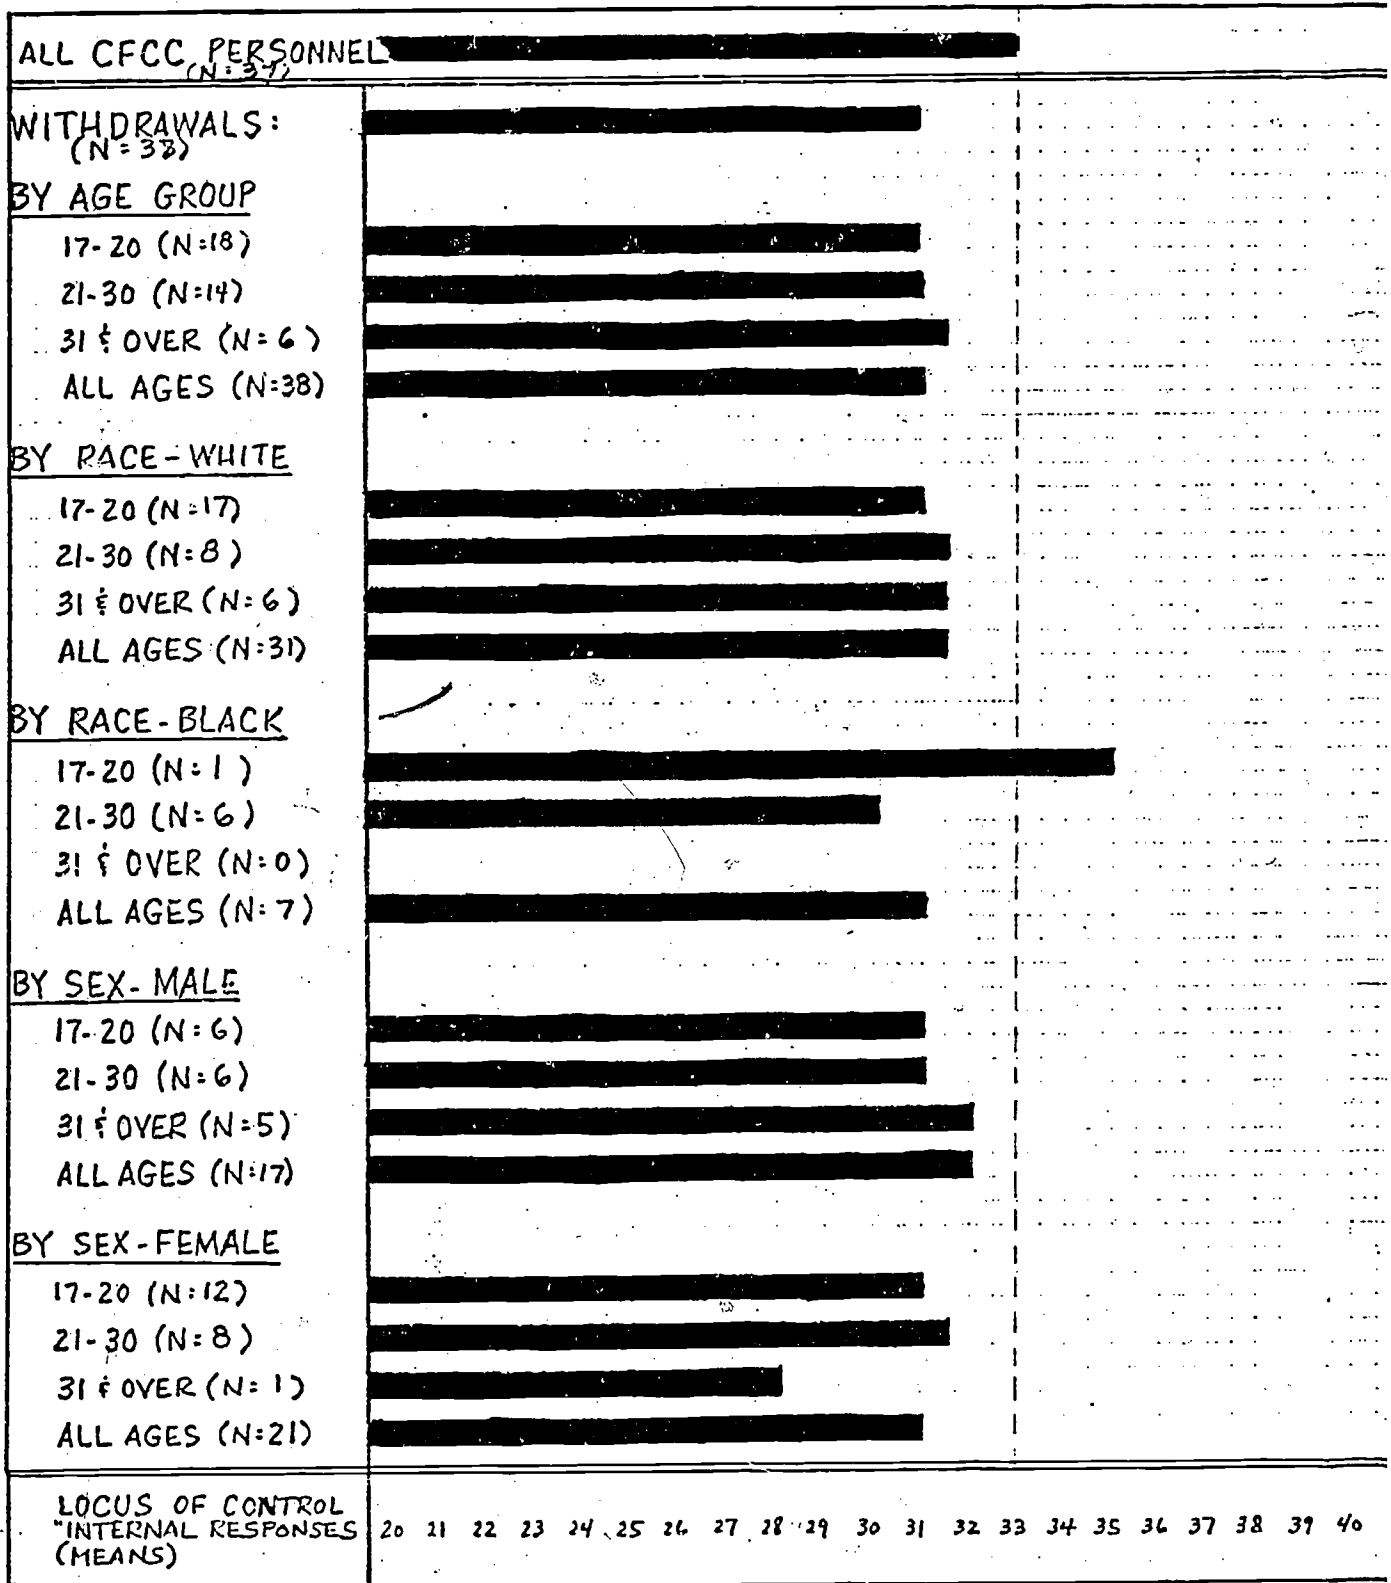 ALL CFCC PERSONNEL
(N=37)
WITHDRAWALS:
(N=38)
BY AGE GROUP
17-20 (N=18)
21-30 (N=14)
31 & OVER (N=6)
ALL AGES (N=38)
BY RACE-WHITE
17-20 (N=17)
21-30 (N=8)
31 & OVER (N=6)
ALL AGES (N=31)
BY RACE-BLACK
17-20 (N=1)
21-30 (N=6)
31 & OVER (N=0)
ALL AGES (N=7)
BY SEX-MALE
17-20 (N=6)
21-30 (N=6)
31 & OVER (N=5)
ALL AGES (N=17)
BY SEX-FEMALE
17-20 (N=12)
21-30 (N=8)
31 & OVER (N=1)
ALL AGES (N=21)
LOCUS OF CONTROL
"INTERNAL RESPONSES
(MEANS)
20 21 22 23 24 25 26 27 28 29 30 31 32 33 34 35 36 37 38 39 40